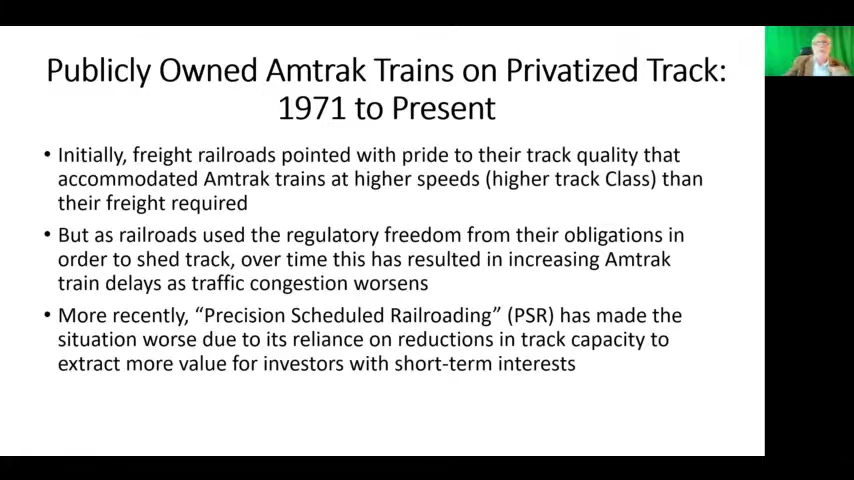 Publicly Owned Amtrak Trains on Privatized Track:
1971 to Present
• Initially, freight railroads pointed with pride to their track quality that
accommodated Amtrak trains at higher speeds (higher track Class) than
their freight required
• But as railroads used the regulatory freedom from their obligations in
order to shed track, over time this has resulted in increasing Amtrak
train delays as traffic congestion worsens
• More recently, “Precision Scheduled Railroading” (PSR) has made the
situation worse due to its reliance on reductions in track capacity to
extract more value for investors with short-term interests